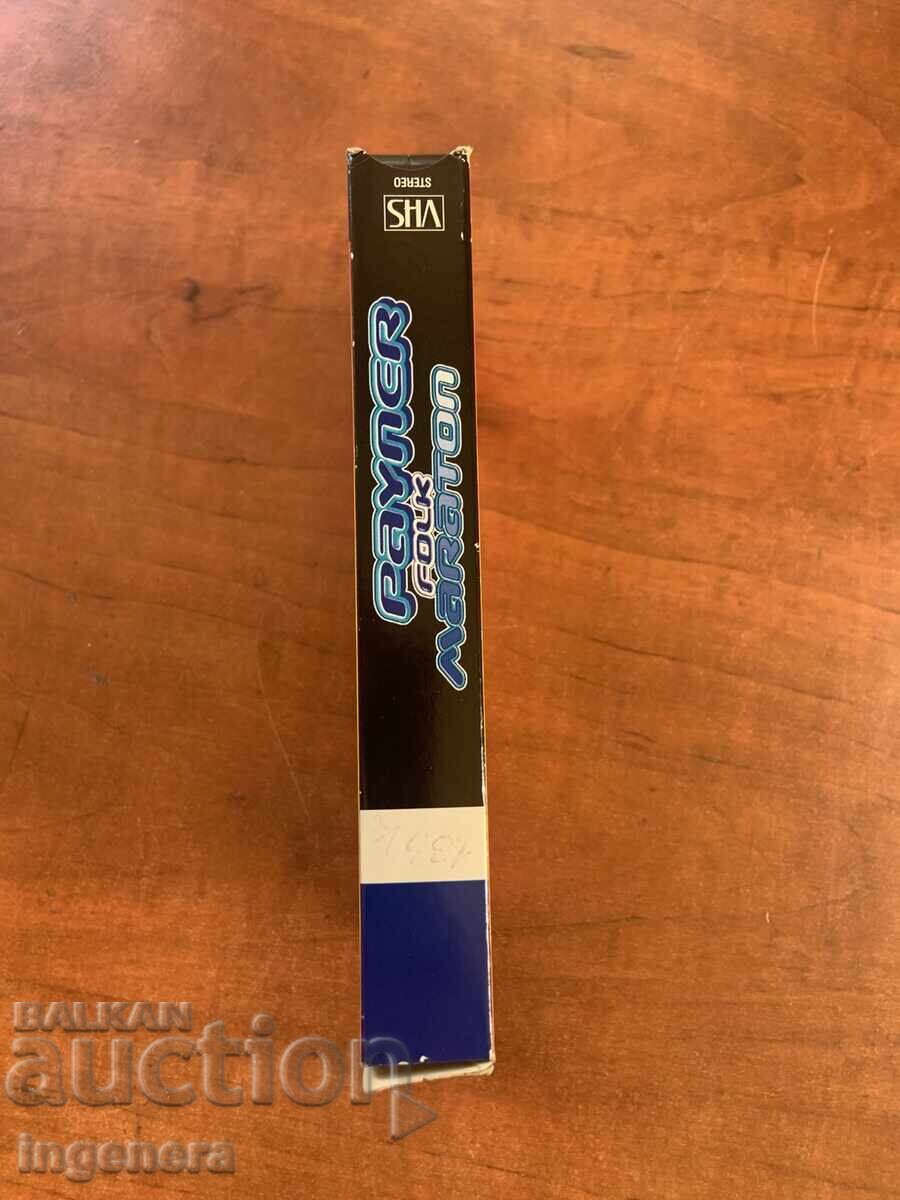 STEREO
VHS
PAYNER
FOLK
MARATON
BALKAN
auction
ingenera